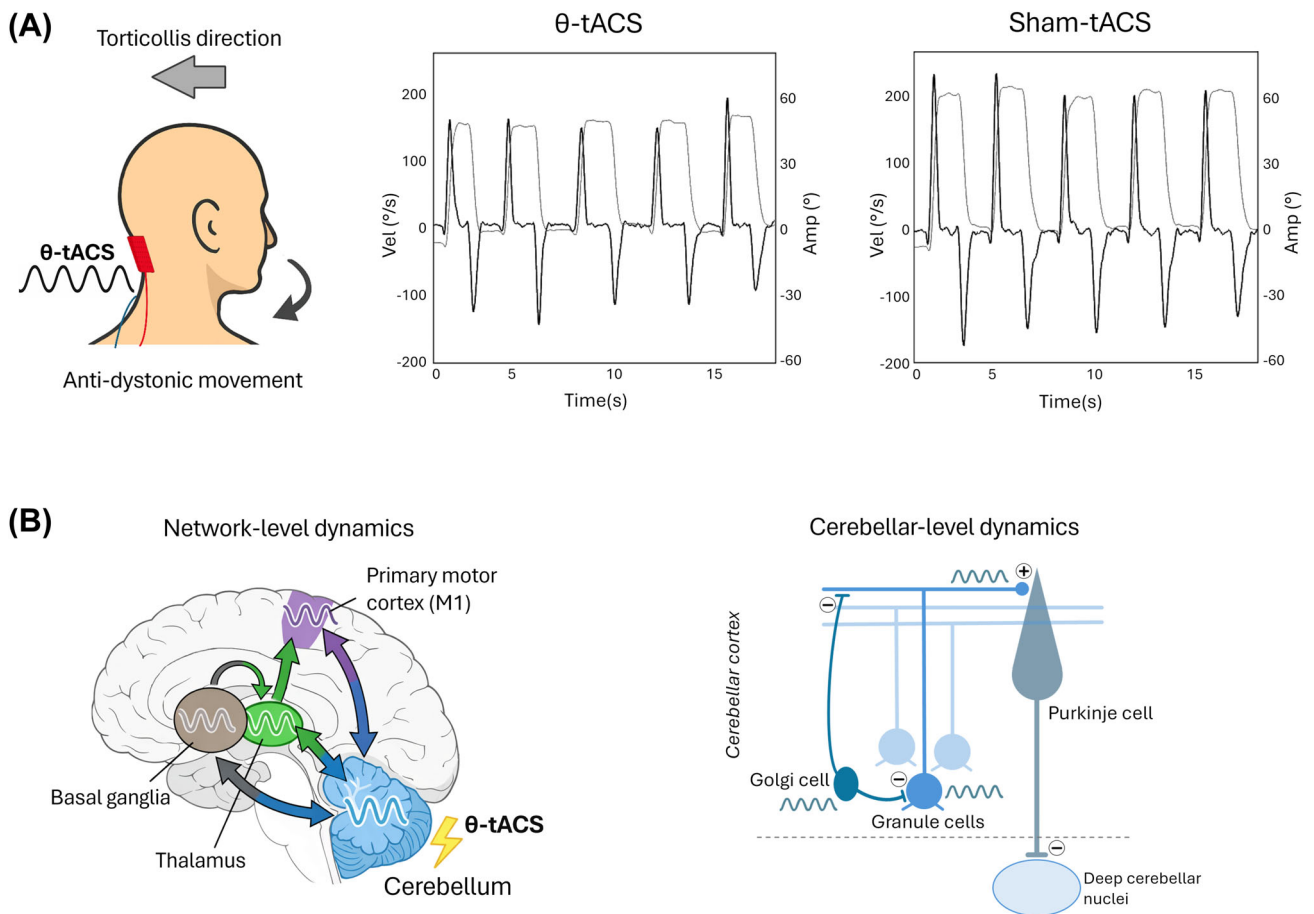 (A)
Torticollis direction
θ-tACS
Anti-dystonic movement
θ-tACS
200
100
0
-100
-200
Vel (°/s)
60
30
0
-30
-60
Amp (°)
0 5 10 15
Time(s)
Sham-tACS
200
100
0
-100
-200
Vel (°/s)
60
30
0
-30
-60
Amp (°)
0 5 10 15
Time(s)
(B)
Network-level dynamics
Primary motor
cortex (M1)
Basal ganglia
Thalamus
θ-tACS
Cerebellum
Cerebellar-level dynamics
Cerebellar cortex
+
−
Purkinje cell
Golgi cell
−
Granule cells
−
Deep cerebellar
nuclei